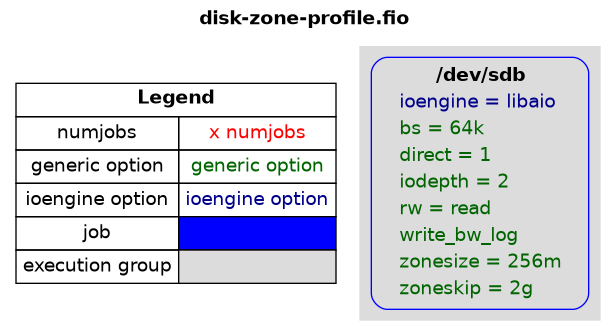 disk-zone-profile.fio
Legend
numjobs x numjobs
generic option generic option
ioengine option ioengine option
job
execution group
/dev/sdb
ioengine = libaio
bs = 64k
direct = 1
iodepth = 2
rw = read
write_bw_log
zonesize = 256m
zoneskip = 2g